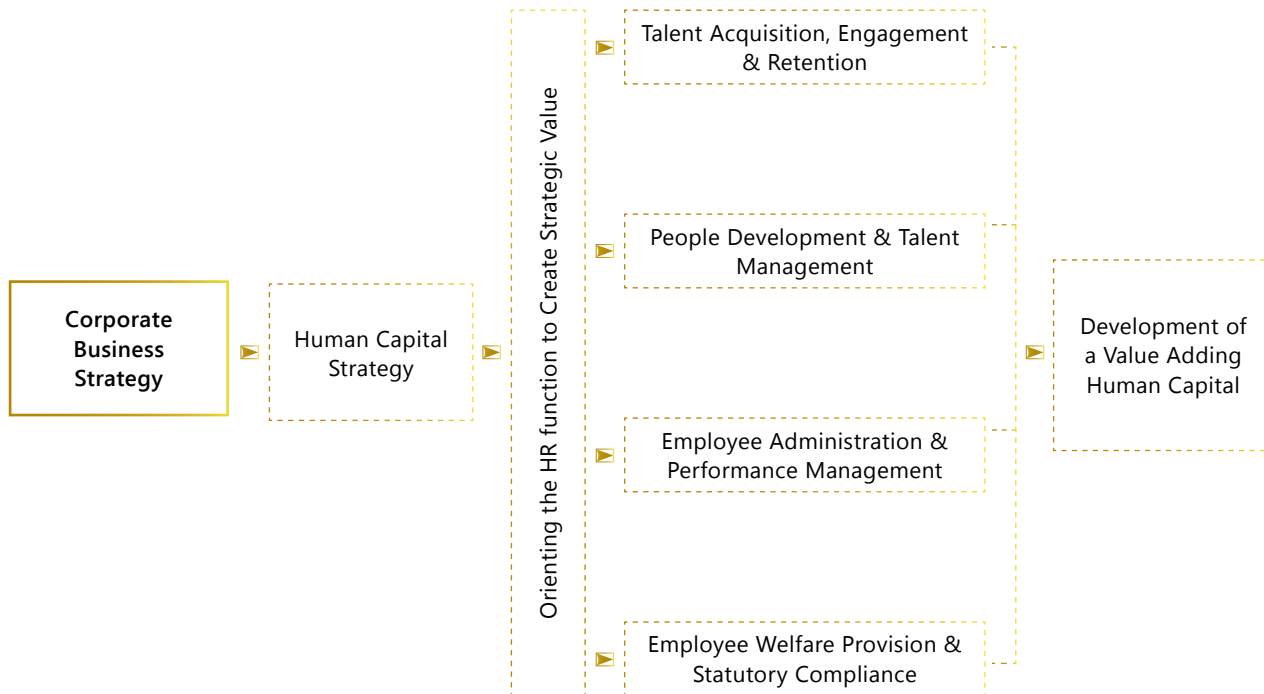 Corporate
Business
Strategy
Human Capital
Strategy
Orienting the HR function to Create Strategic Value
Talent Acquisition, Engagement
& Retention
People Development & Talent
Management
Employee Administration &
Performance Management
Employee Welfare Provision &
Statutory Compliance
Development of
a Value Adding
Human Capital